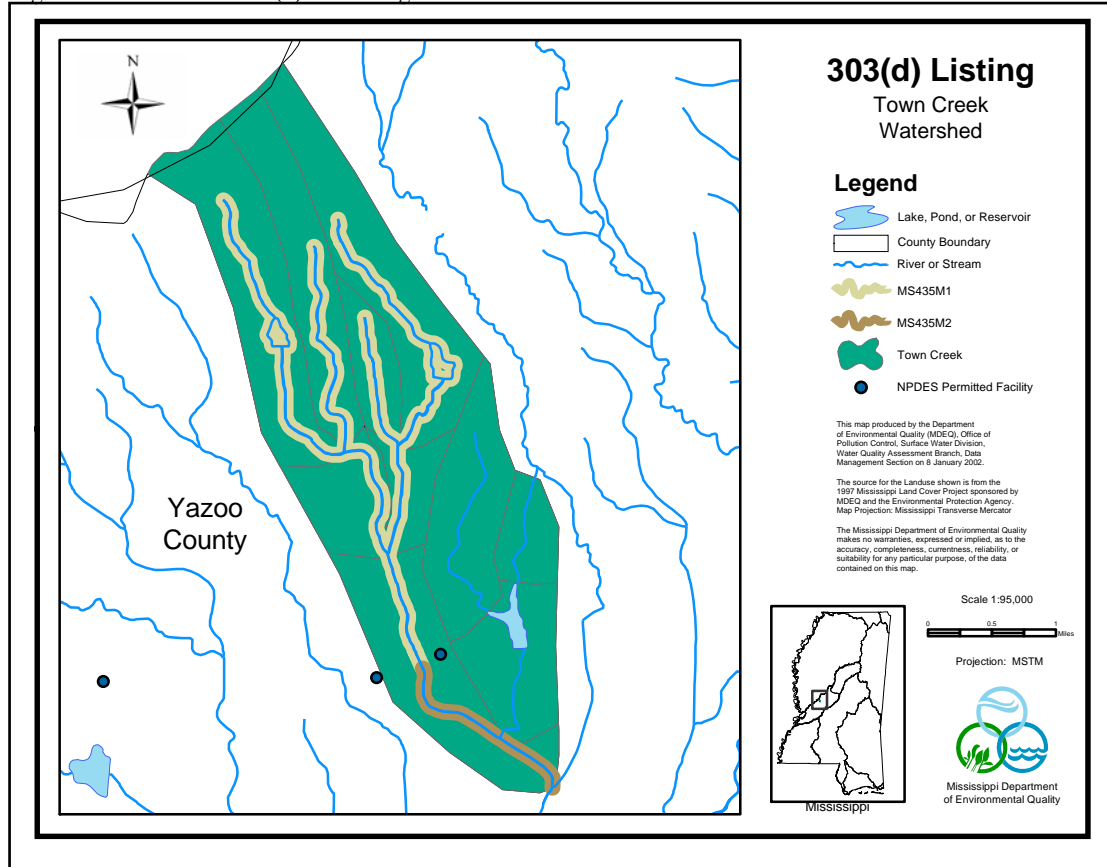 N
Yazoo
County
303(d) Listing
Town Creek
Watershed
Legend
Lake, Pond, or Reservoir
County Boundary
River or Stream
MS435M1
MS435M2
Town Creek
NPDES Permitted Facility
This map produced by the Department
of Environmental Quality (MDEQ), Office of
Pollution Control, Surface Water Division,
Water Quality Assessment Branch, Data
Management Section on 8 January 2002.
The source for the Landuse shown is from the
1997 Mississippi Land Cover Project sponsored by
MDEQ and the Environmental Protection Agency.
Map Projection: Mississippi Transverse Mercator
The Mississippi Department of Environmental Quality
makes no warranties, expressed or implied, as to the
accuracy, completeness, currentness, reliability, or
suitability for any particular purpose, of the data
contained on this map.
Scale 1:95,000
0 0.5 1
Miles
Projection: MSTM
Mississippi
Mississippi Department
of Environmental Quality